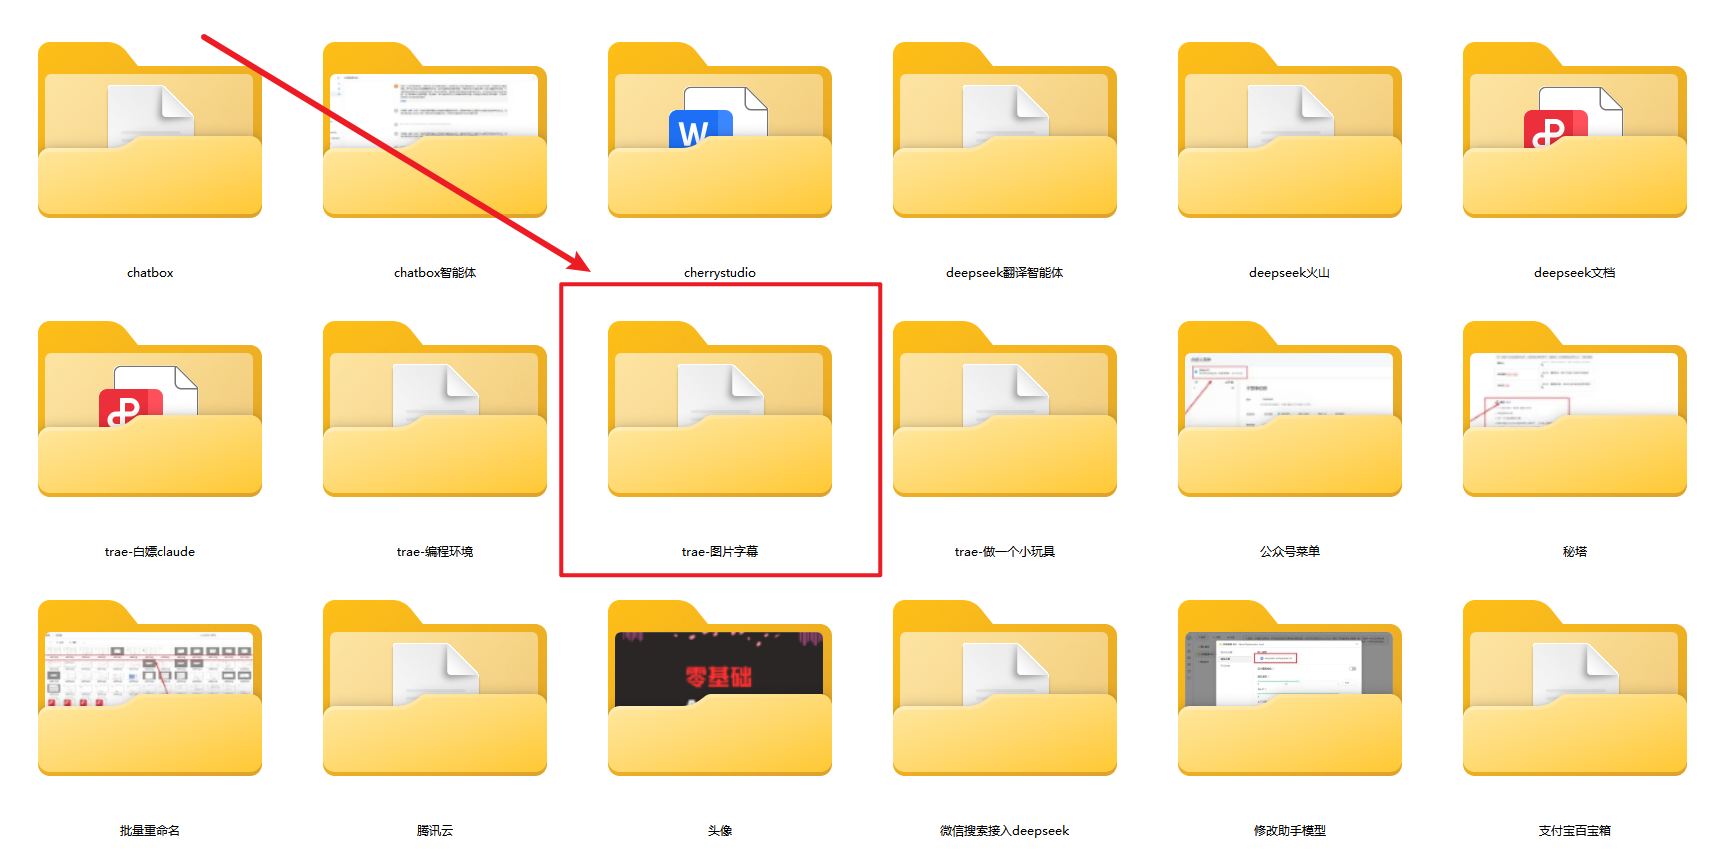 chatbox
chatbox智能体
cherrystudio
deepseek翻译智能体
deepseek火山
deepseek文档
trae-白嫖claude
trae-编程环境
trae-图片字幕
trae-做一个小玩具
公众号菜单
秘塔
零基础
批量重命名
腾讯云
头像
微信搜索接入deepseek
修改助手模型
支付宝百宝箱